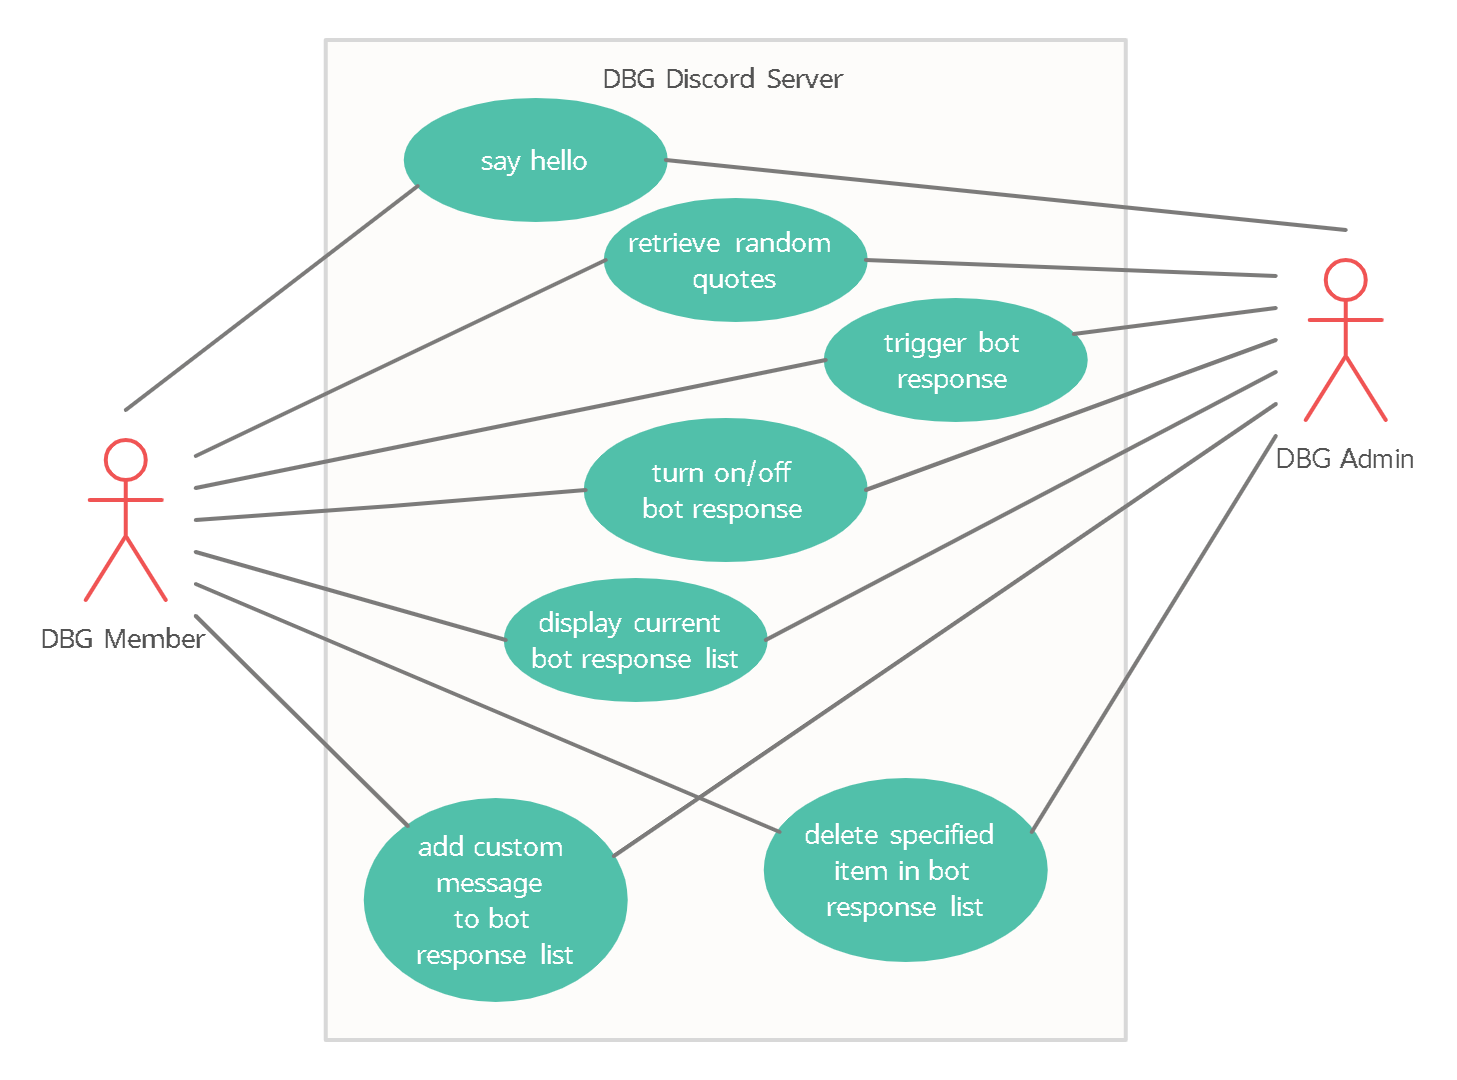 DBG Discord Server
say hello
retrieve random
quotes
trigger bot
response
turn on/off
bot response
display current
bot response list
add custom
message
to bot
response list
delete specified
item in bot
response list
DBG Member
DBG Admin